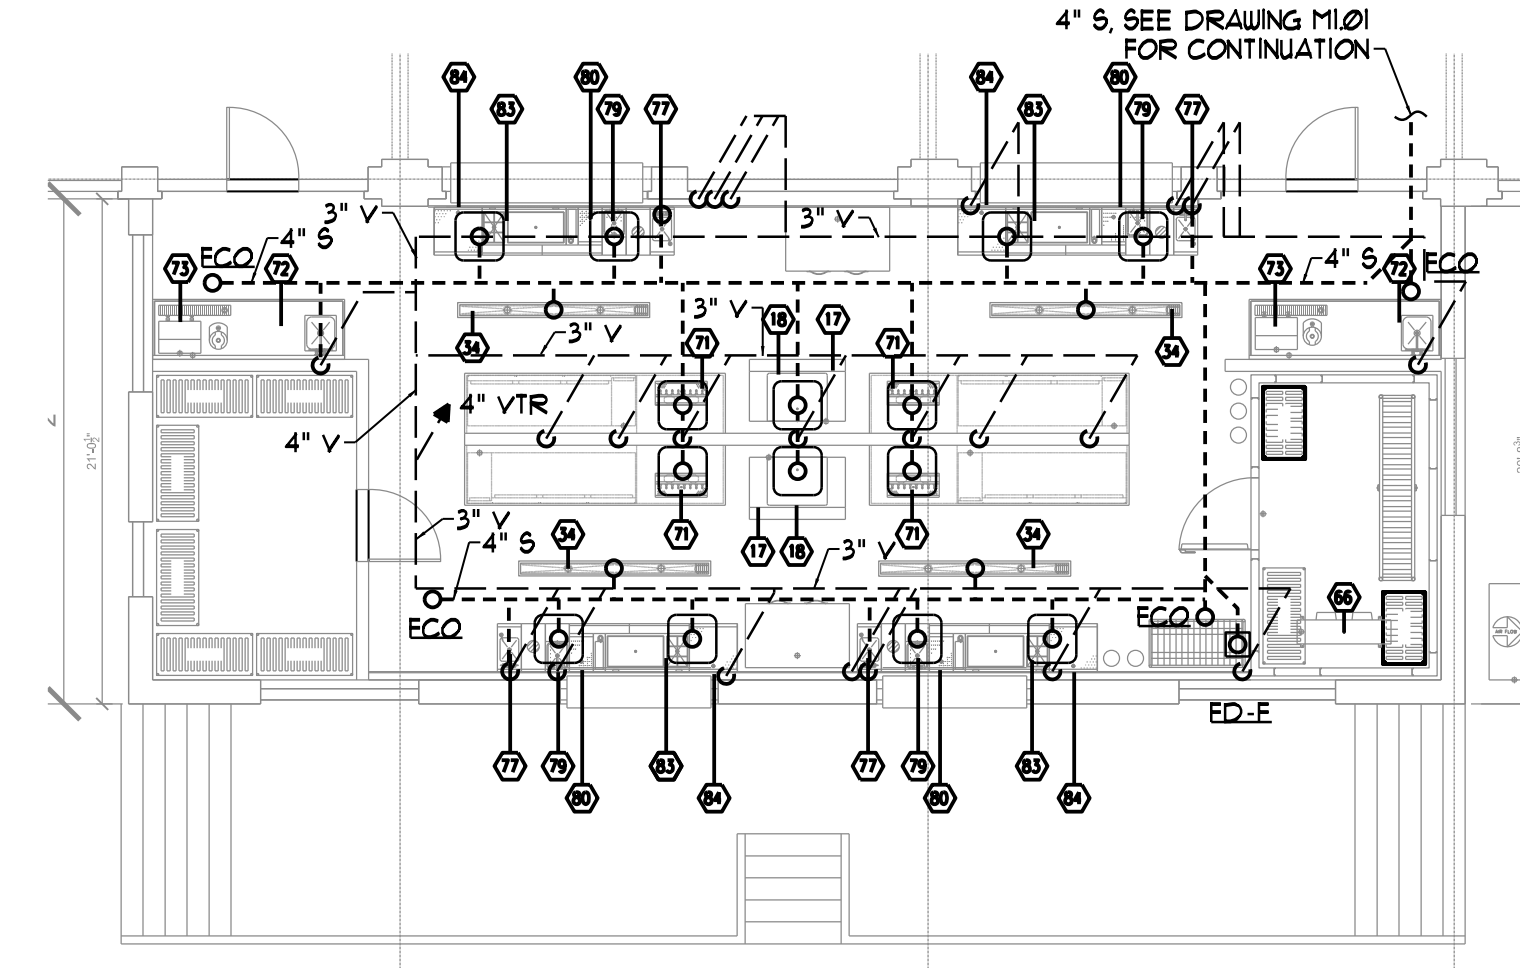 4" S, SEE DRAWING M1.01
FOR CONTINUATION
84 80 84 80
83 79 77 83 79 77
3" V 3" V
4" S
ECO 4" S ECO
73 72 73 72
3" V 18 17
34 3" V 71 71 34
4" VTR
4" V
21'-0½"
3" V
4" S 34 71 71 34
17 18 3" V
ECO ECO 66
AIR FLOW
FD-F
77 79 83 77 79 83
80 84 80 84